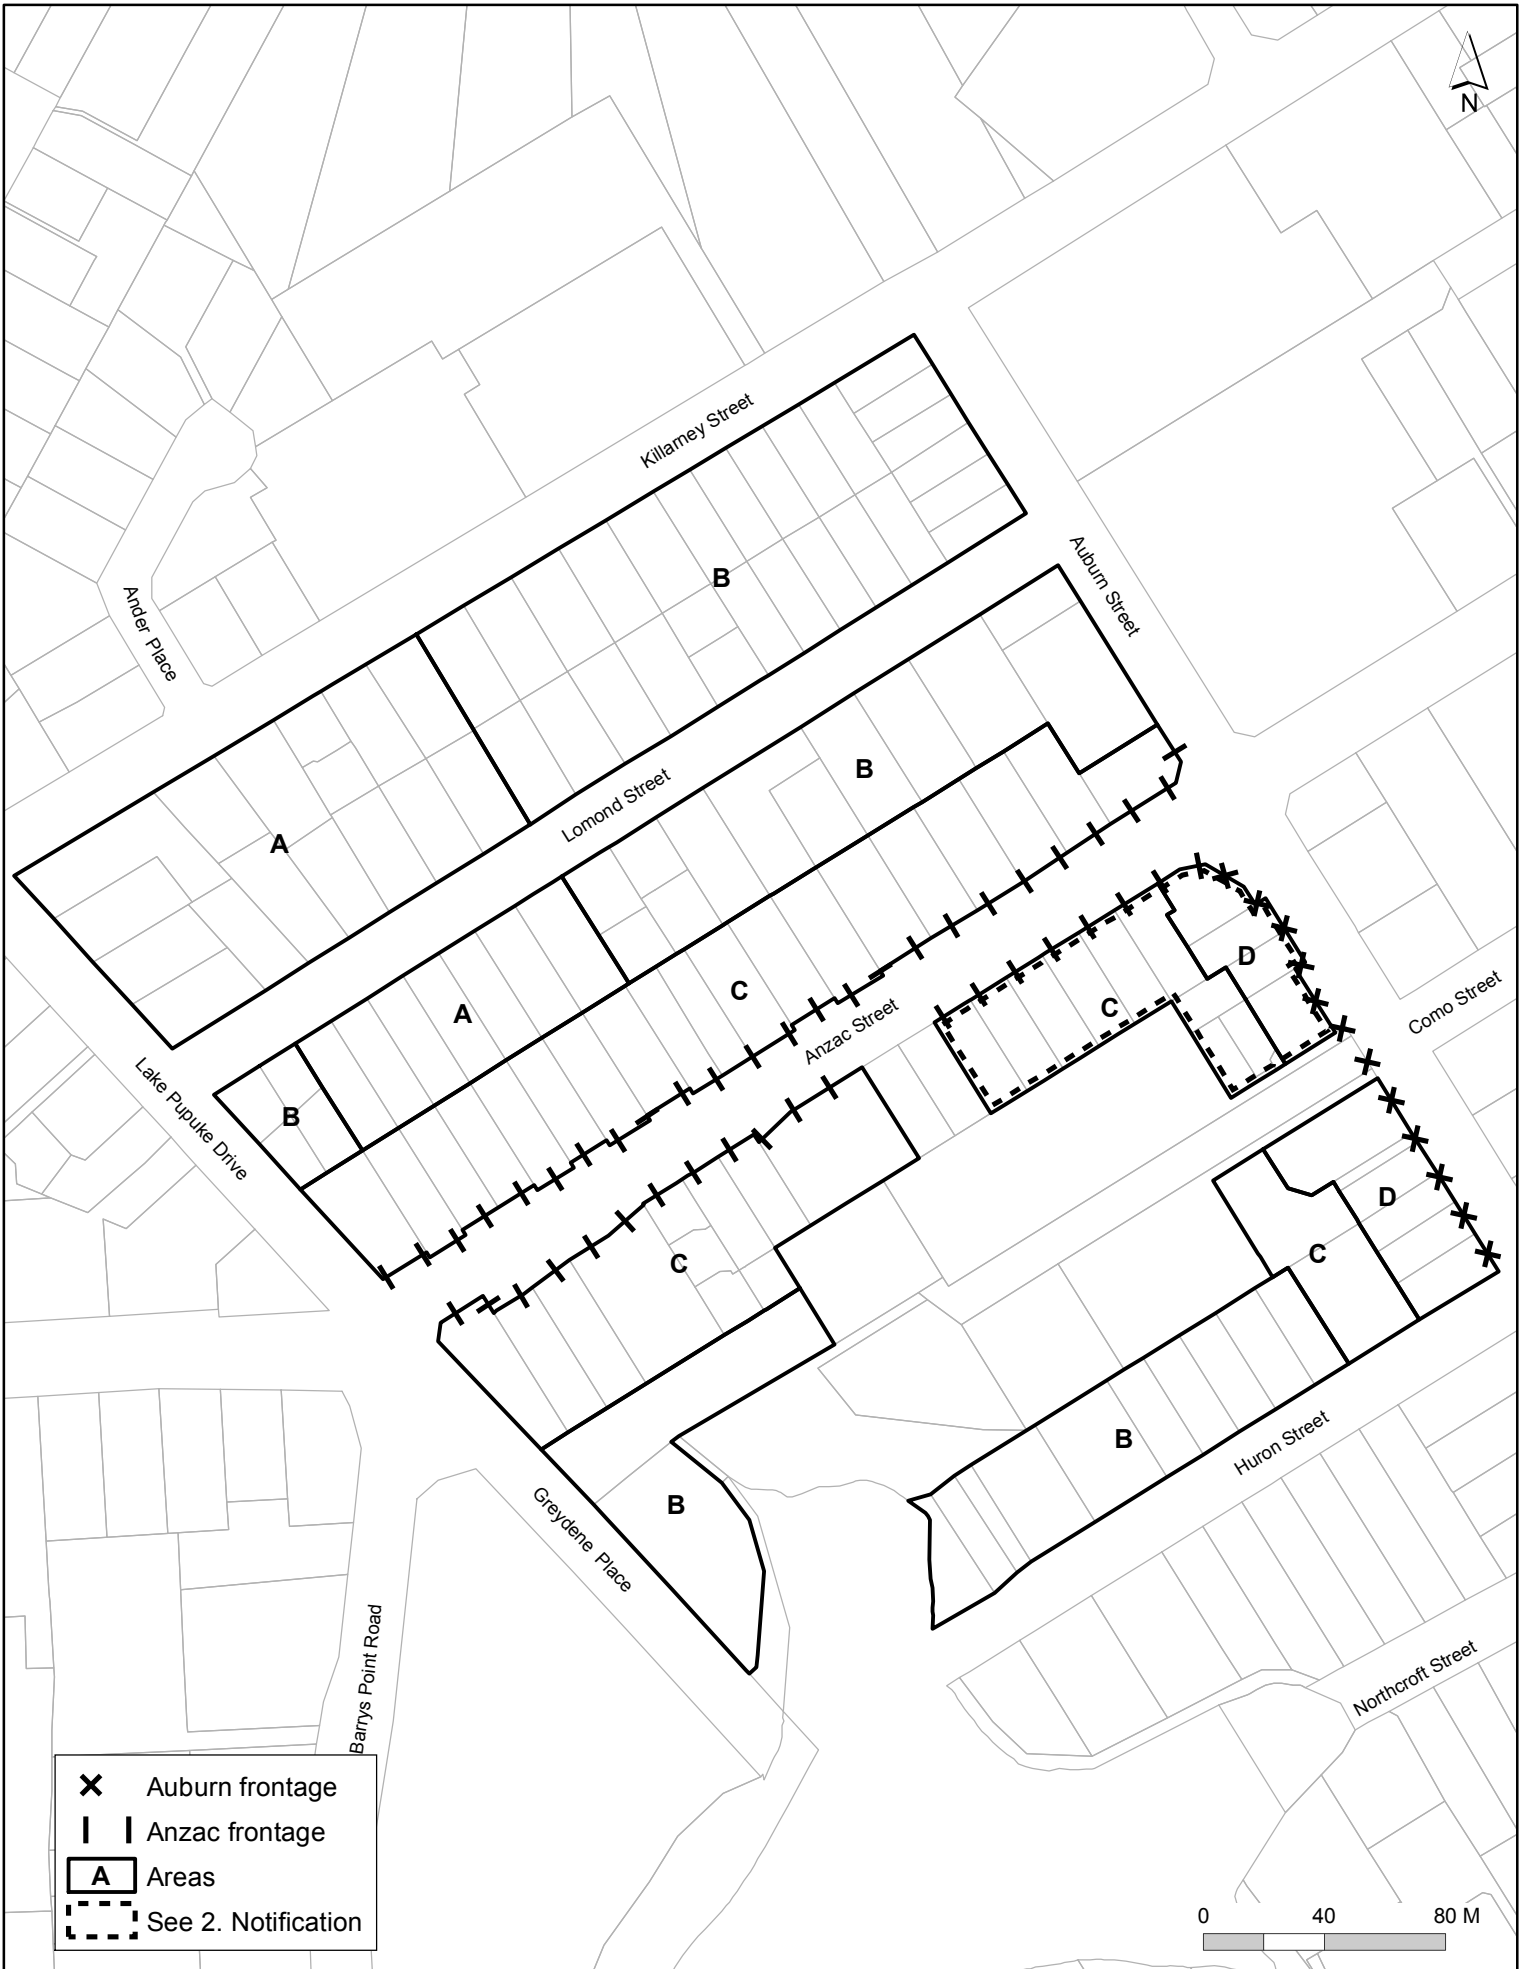 N
Killarney Street
Auburn Street
B
Ander Place
B
Lomond Street
A
D
C
A
C
Como Street
Anzac Street
Lake Pupuke Drive
B
D
C
C
B
Huron Street
B
Greydene Place
Northcroft Street
Barrys Point Road
Auburn frontage
Anzac frontage
A Areas
See 2. Notification
0 40 80 M